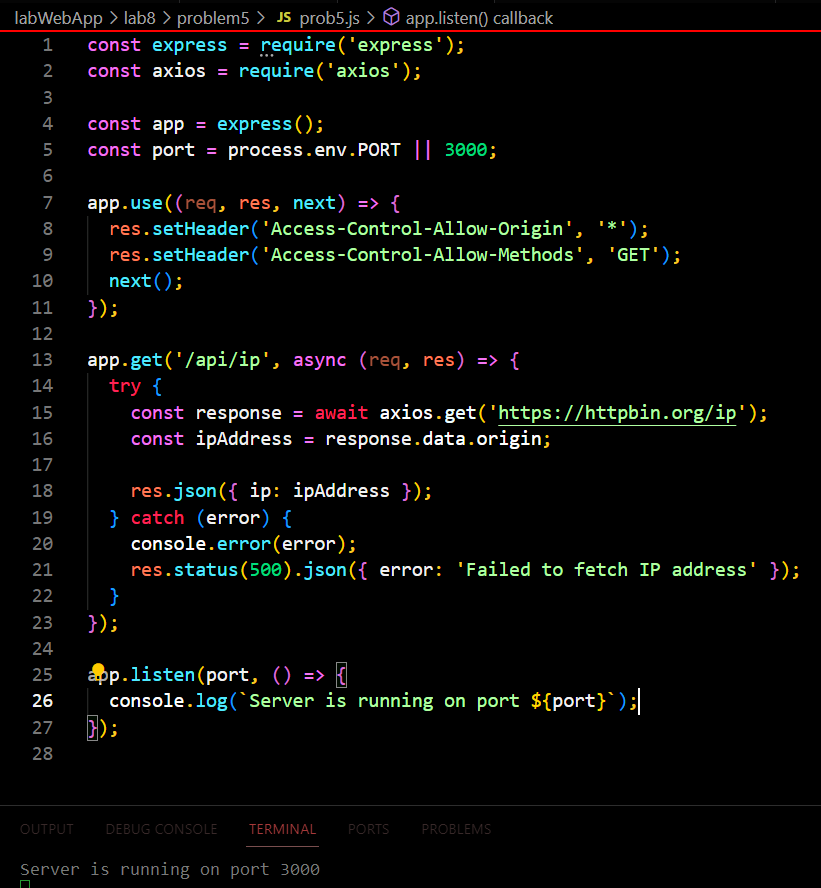 labWebApp > lab8 > problem5 > JS prob5.js > app.listen() callback
1 const express = require('express');
2 const axios = require('axios');
3
4 const app = express();
5 const port = process.env.PORT || 3000;
6
7 app.use((req, res, next) => {
8   res.setHeader('Access-Control-Allow-Origin', '*');
9   res.setHeader('Access-Control-Allow-Methods', 'GET');
10   next();
11 });
12
13 app.get('/api/ip', async (req, res) => {
14   try {
15     const response = await axios.get('https://httpbin.org/ip');
16     const ipAddress = response.data.origin;
17
18     res.json({ ip: ipAddress });
19   } catch (error) {
20     console.error(error);
21     res.status(500).json({ error: 'Failed to fetch IP address' });
22   }
23 });
24
25 app.listen(port, () => {
26   console.log(`Server is running on port ${port}`);
27 });
28
OUTPUT DEBUG CONSOLE TERMINAL PORTS PROBLEMS
Server is running on port 3000